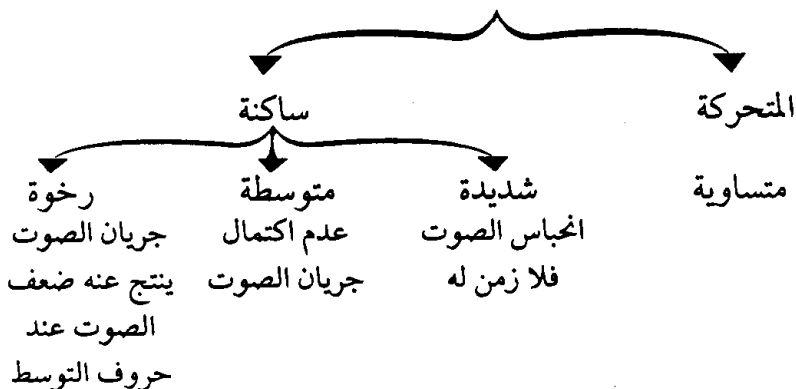 المتحركة
ساكنة
متساوية
شديدة
انحباس الصوت
فلا زمن له
متوسطة
عدم اكتمال
جريان الصوت
رخوة
جريان الصوت
ينتج عنه ضعف
الصوت عند
حروف التوسط